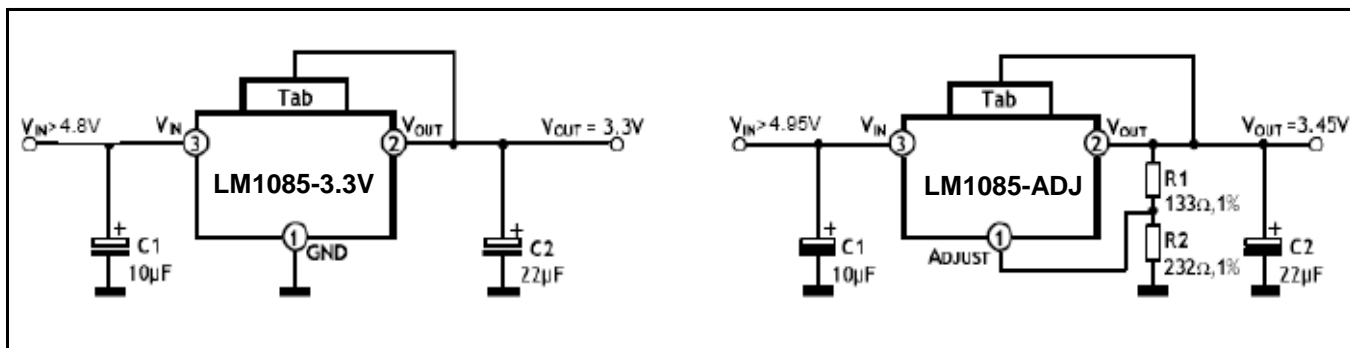 Tab
V_IN>4.8V
V_IN
V_OUT
V_OUT = 3.3V
3
2
LM1085-3.3V
1
GND
+
C1
10µF
+
C2
22µF
Tab
V_IN>4.95V
V_IN
V_OUT
V_OUT=3.45V
3
2
LM1085-ADJ
R1
133Ω,1%
1
ADJUST
R2
232Ω,1%
+
C1
10µF
+
C2
22µF